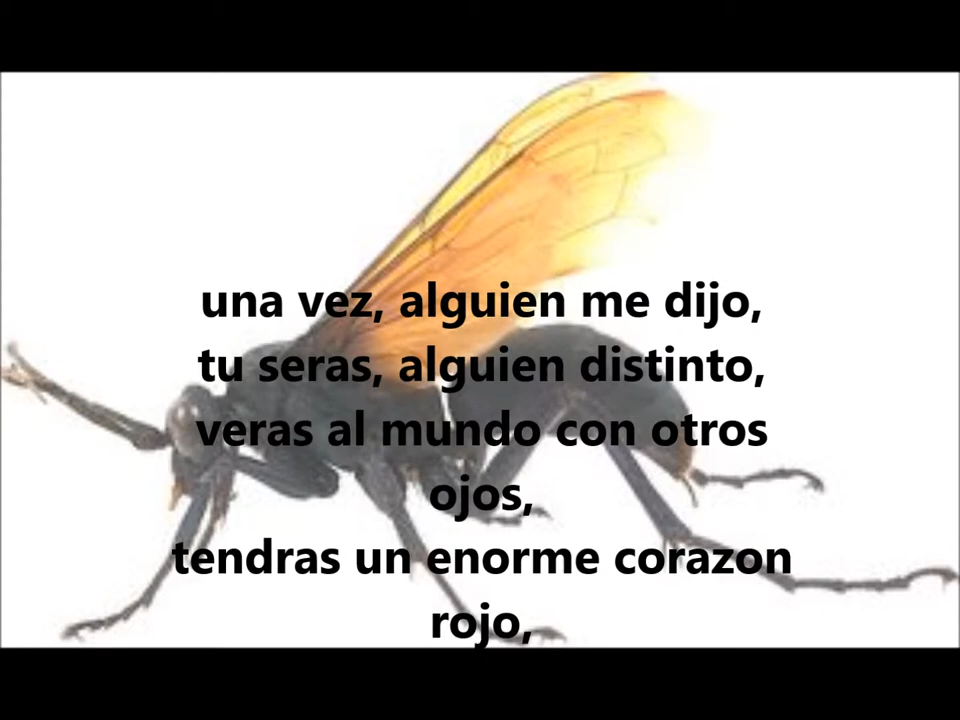 una vez, alguien me dijo,
tu seras, alguien distinto,
veras al mundo con otros
ojos,
tendras un enorme corazon
rojo,